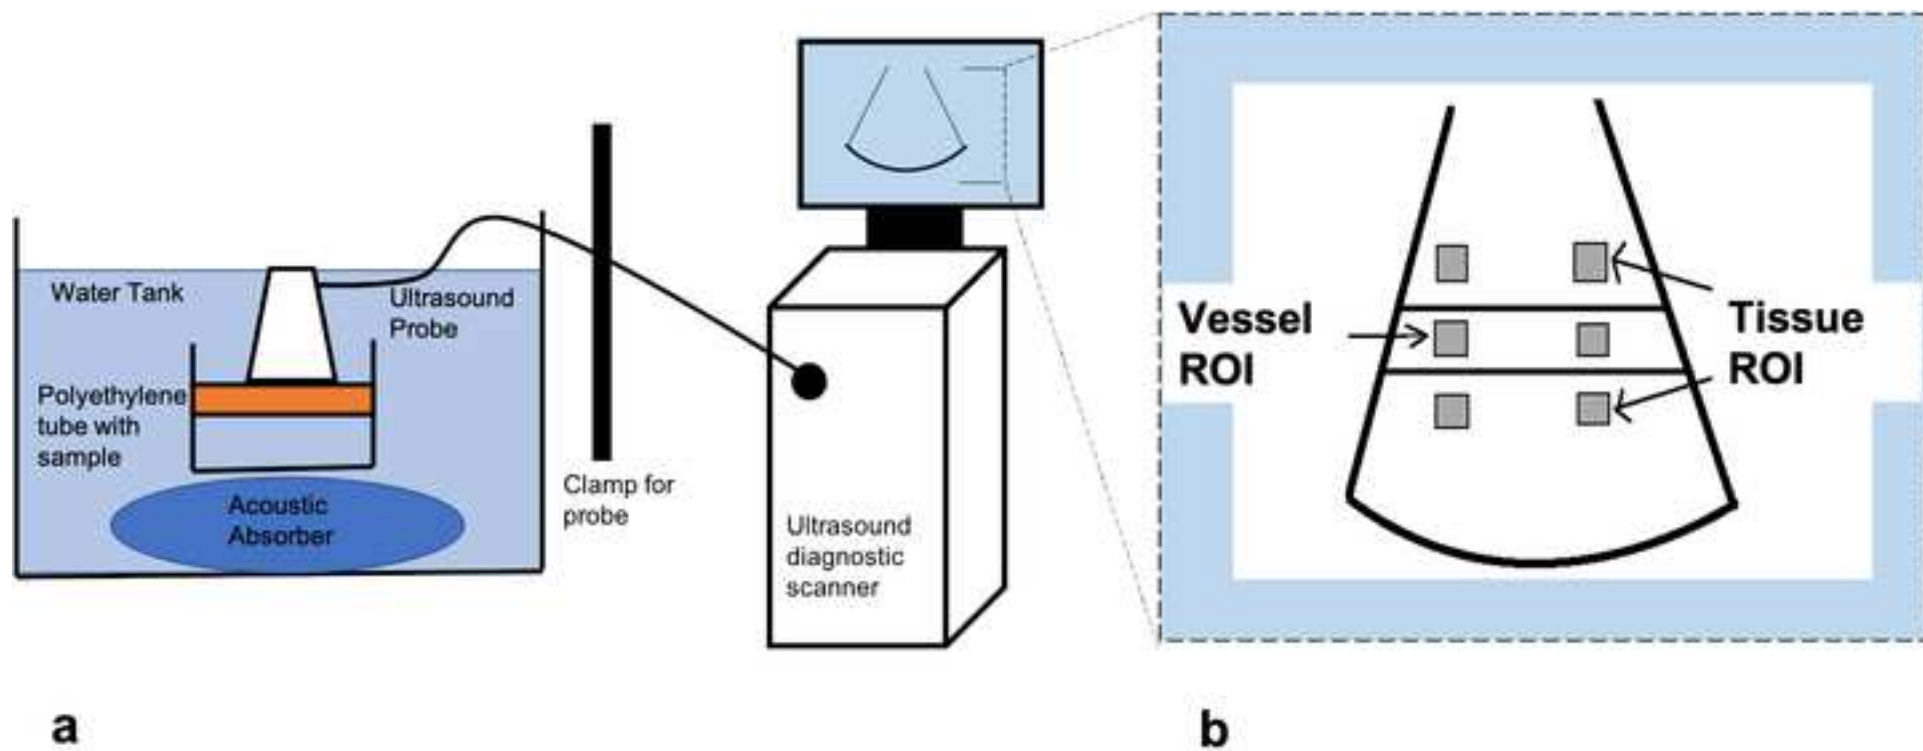 Water Tank
Ultrasound
Probe
Polyethylene
tube with
sample
Acoustic
Absorber
Clamp for
probe
Ultrasound
diagnostic
scanner
Vessel
ROI
Tissue
ROI
a
b